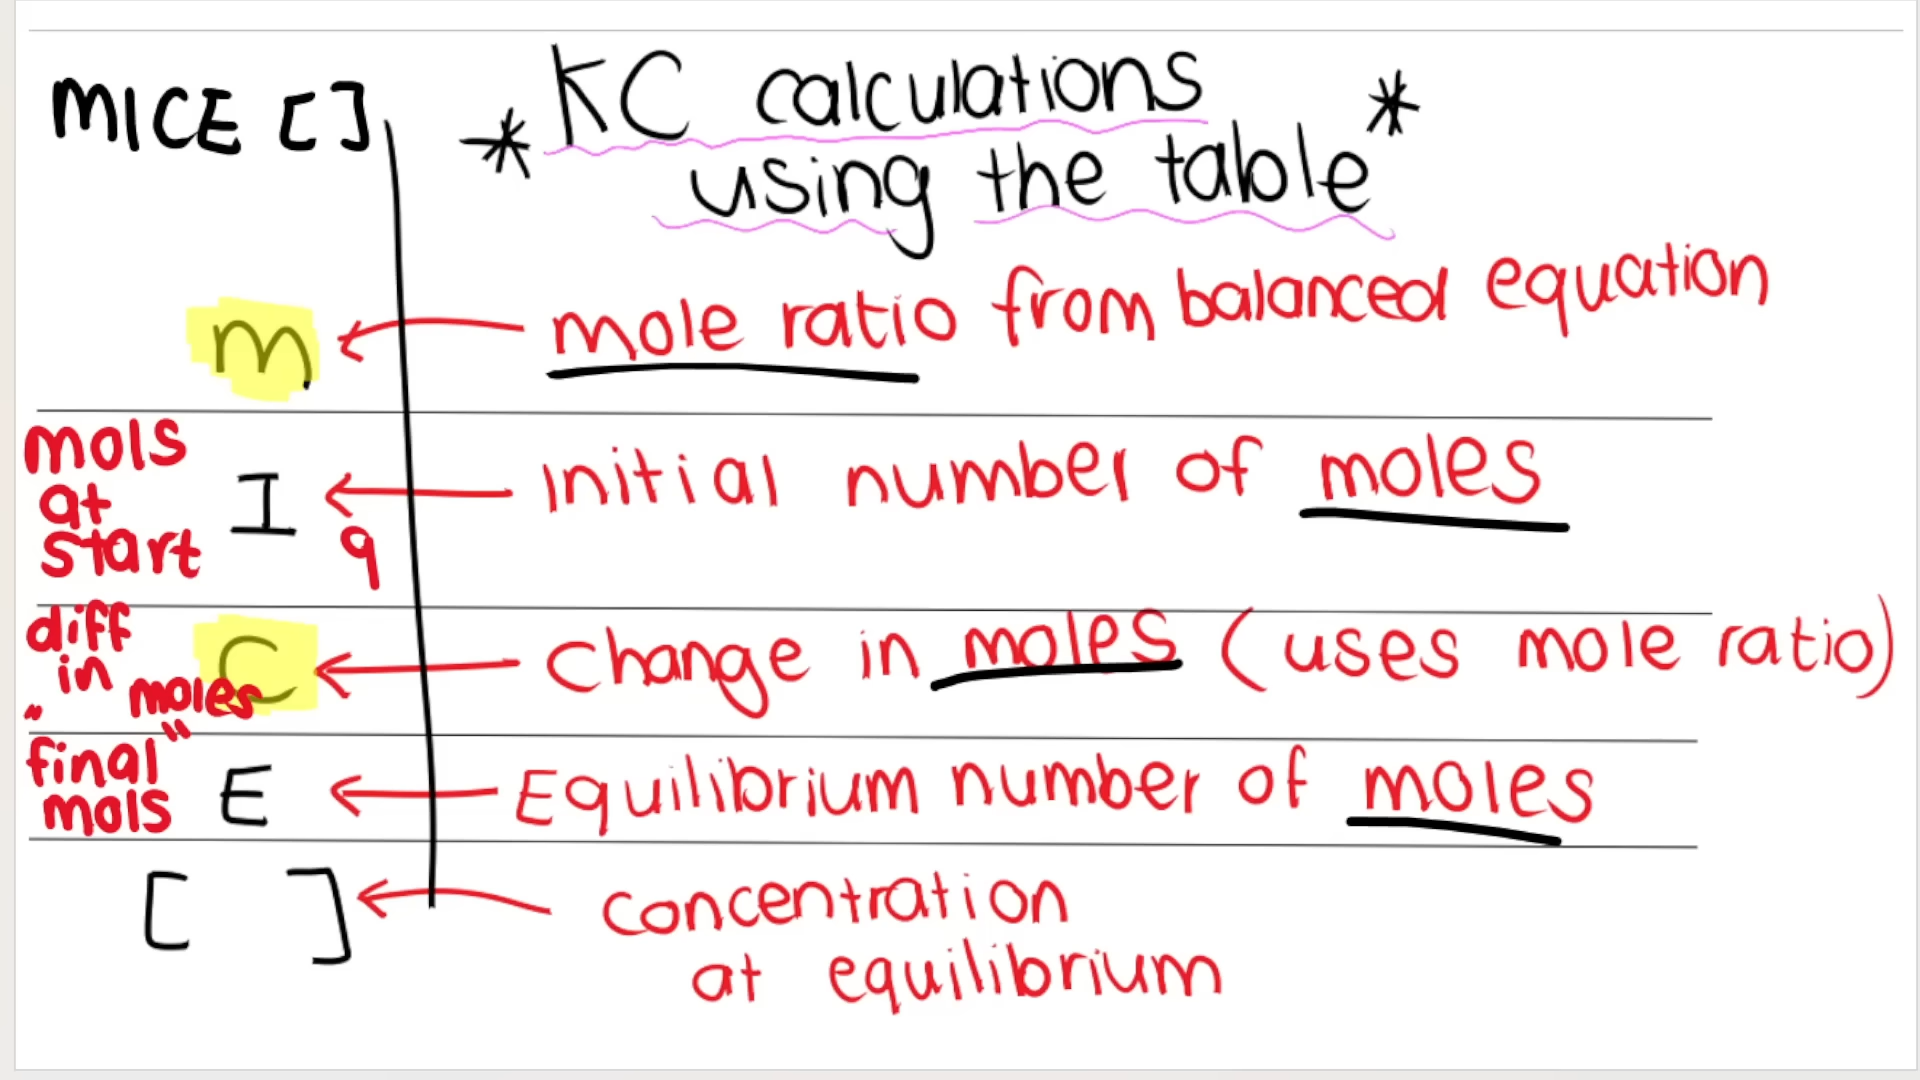 MICE []
* KC calculations
using the table *
M ← mole ratio from balanced equation
mols
at
start
I ← Initial number of moles
9
diff
in moles
C ← Change in moles (uses mole ratio)
"final"
mols
E ← Equilibrium number of moles
[ ] ← Concentration
at equilibrium